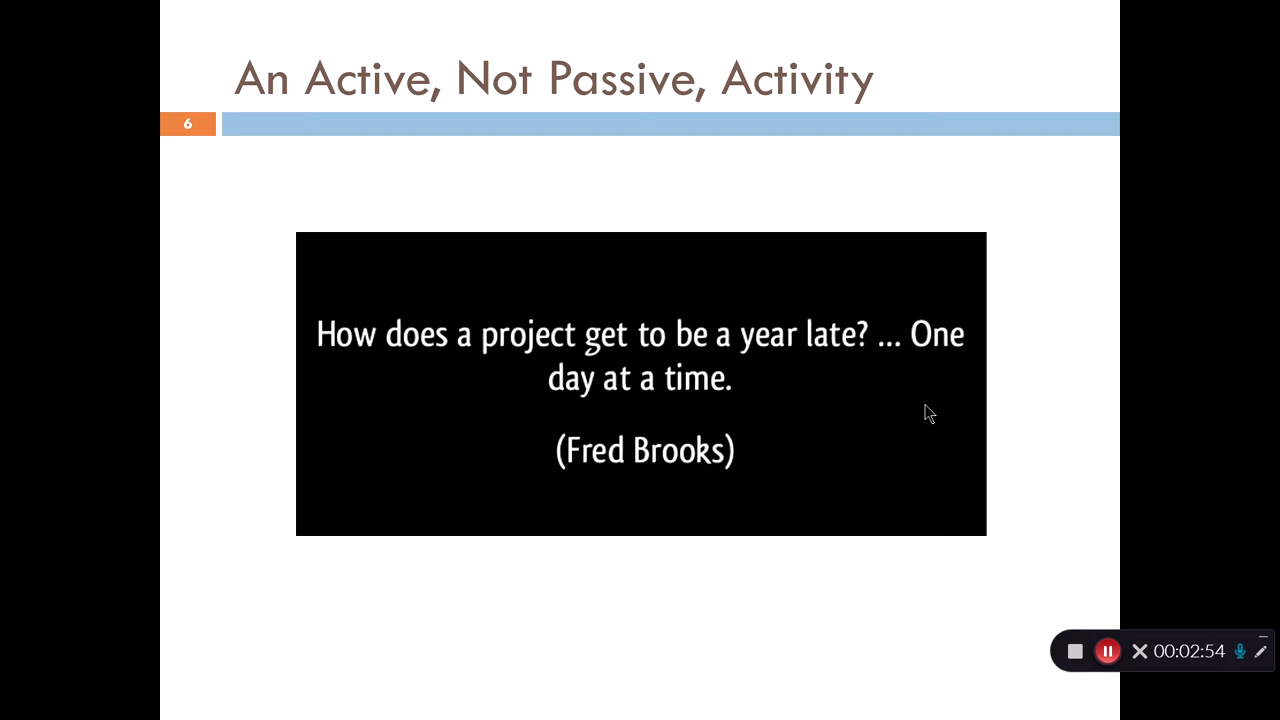 An Active, Not Passive, Activity
6
How does a project get to be a year late? ... One
day at a time.
(Fred Brooks)
00:02:54